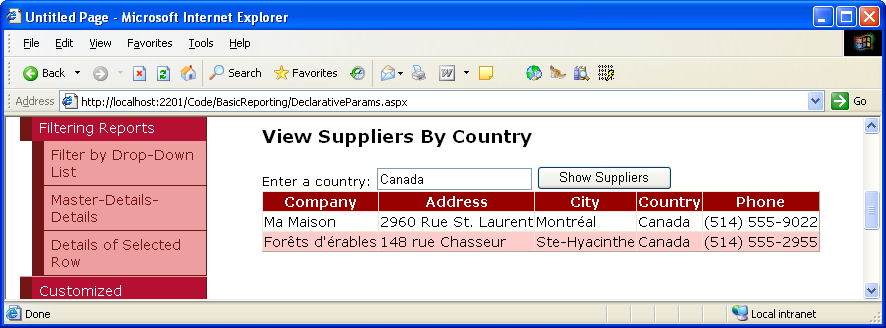 Untitled Page - Microsoft Internet Explorer
File Edit View Favorites Tools Help
Back Search Favorites
Address http://localhost:2201/Code/BasicReporting/DeclarativeParams.aspx Go
Filtering Reports
Filter by Drop-Down
List
Master-Details-
Details
Details of Selected
Row
Customized
View Suppliers By Country
Enter a country: Canada Show Suppliers
Company Address City Country Phone
Ma Maison 2960 Rue St. Laurent Montréal Canada (514) 555-9022
Forêts d'érables 148 rue Chasseur Ste-Hyacinthe Canada (514) 555-2955
Done Local intranet